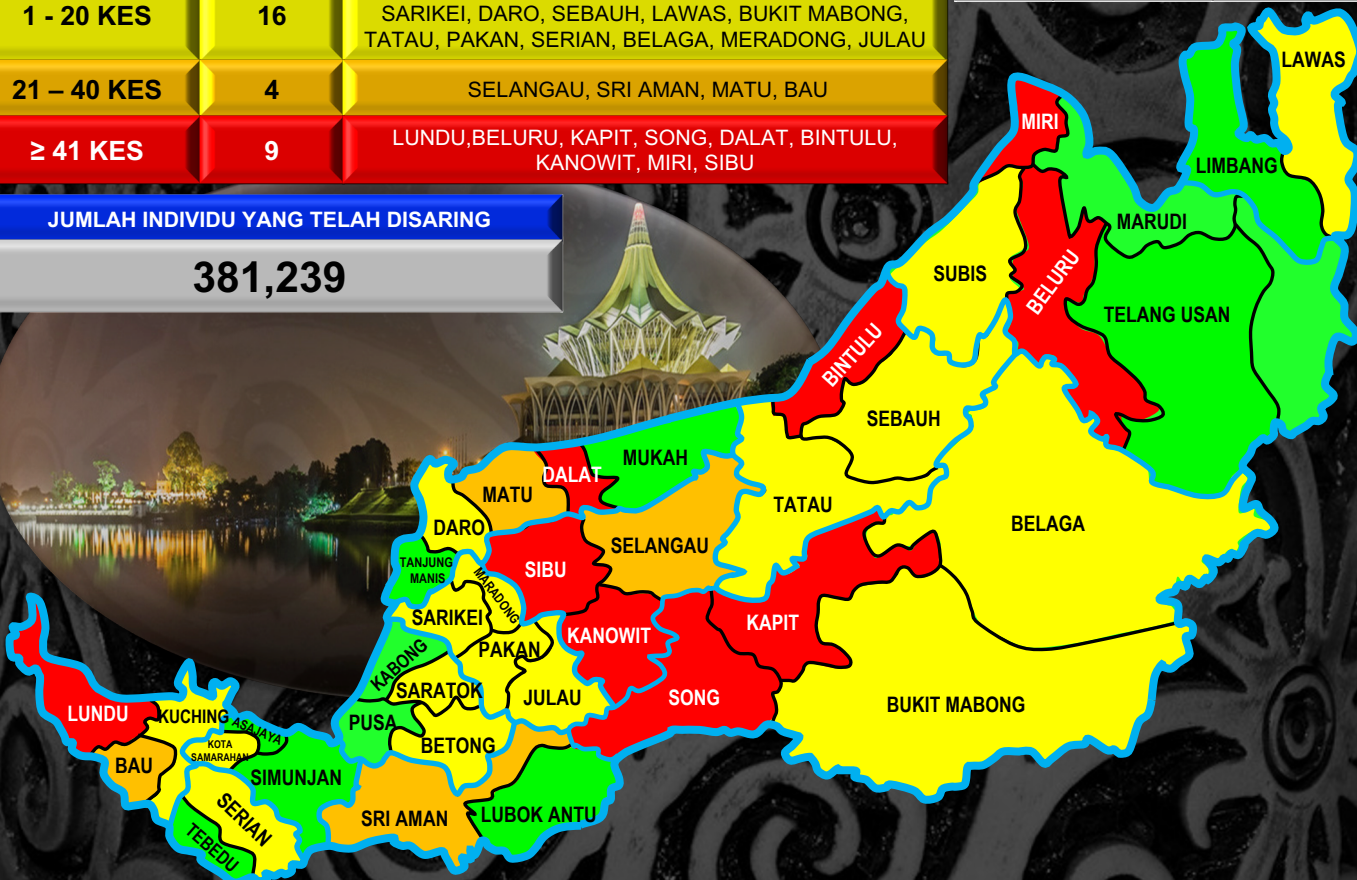 1 - 20 KES
16
SARIKEI, DARO, SEBAUH, LAWAS, BUKIT MABONG,
TATAU, PAKAN, SERIAN, BELAGA, MERADONG, JULAU
21 – 40 KES
4
SELANGAU, SRI AMAN, MATU, BAU
≥ 41 KES
9
LUNDU,BELURU, KAPIT, SONG, DALAT, BINTULU,
KANOWIT, MIRI, SIBU
JUMLAH INDIVIDU YANG TELAH DISARING
381,239
LAWAS
MIRI
LIMBANG
MARUDI
SUBIS
BELURU
TELANG USAN
BINTULU
SEBAUH
MUKAH
DALAT
MATU
TATAU
BELAGA
DARO
SELANGAU
TANJUNG
MANIS
SIBU
MARADONG
SARIKEI
KAPIT
KANOWIT
PAKAN
KABONG
SARATOK
JULAU
SONG
BUKIT MABONG
LUNDU
KUCHING
ASAJAYA
PUSA
BETONG
KOTA
SAMARAHAN
BAU
SIMUNJAN
SERIAN
SRI AMAN
LUBOK ANTU
TEBEDU